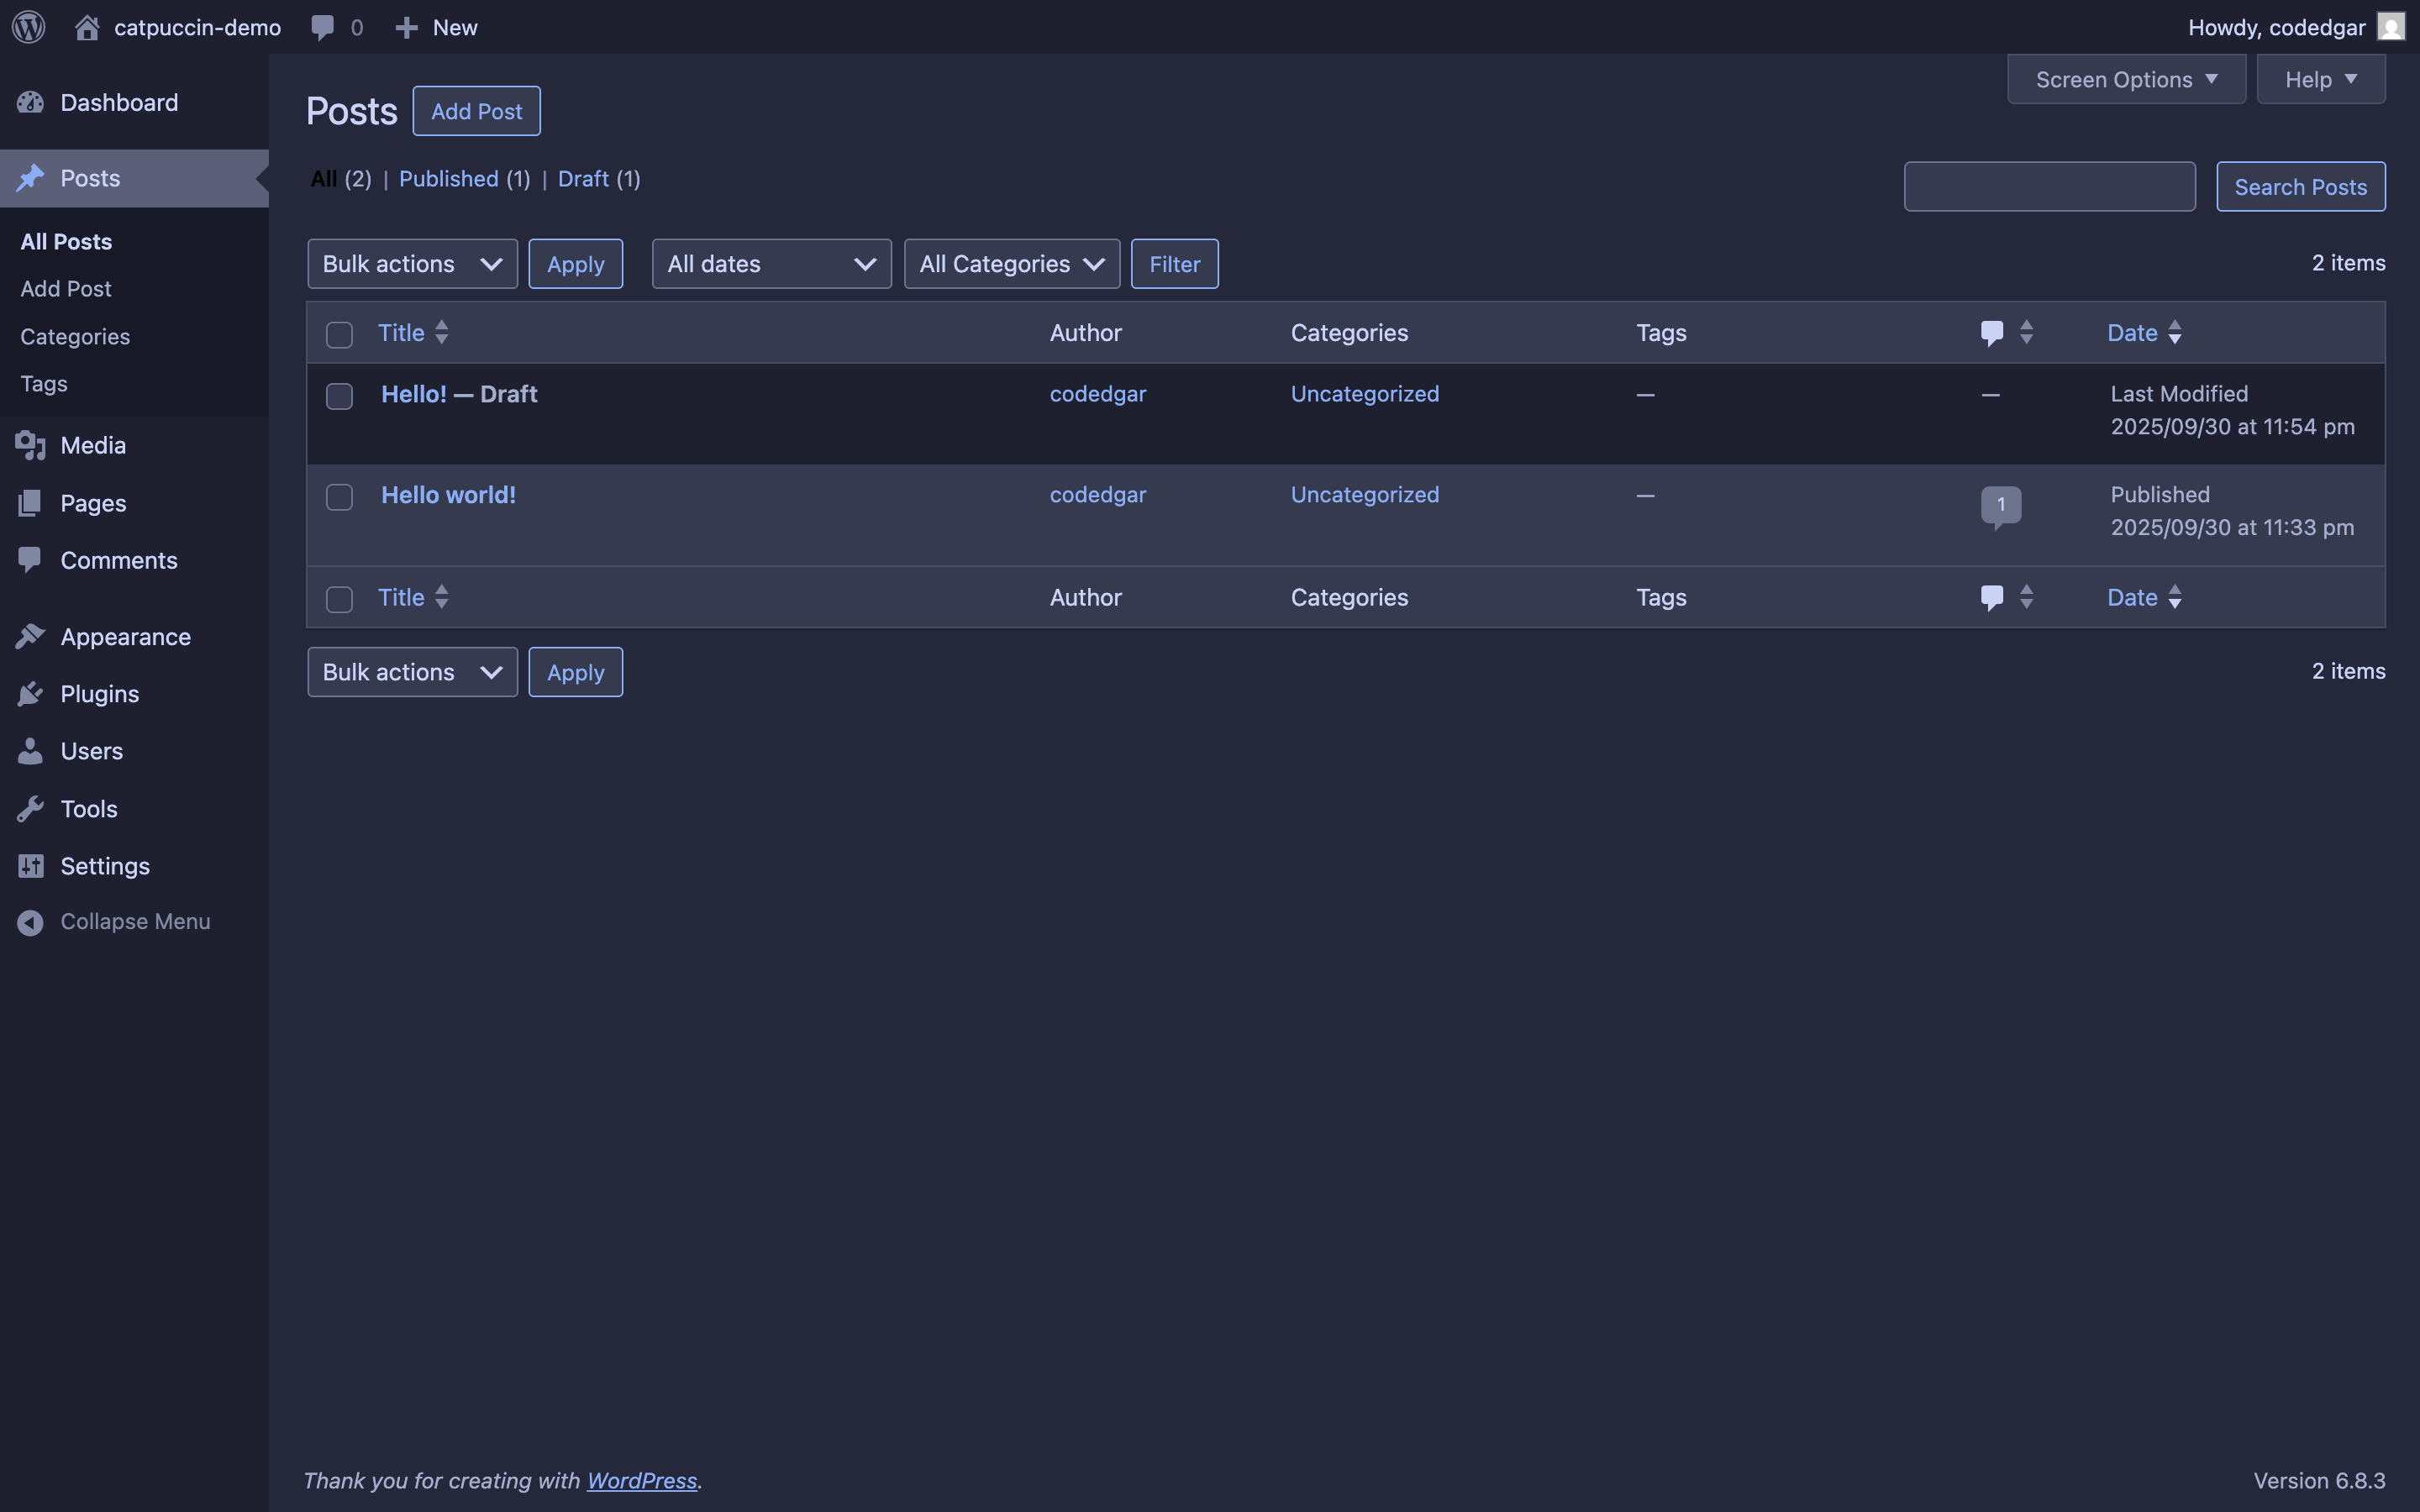 catpuccin-demo 0 New Howdy, codedgar
Dashboard
Posts
All Posts
Add Post
Categories
Tags
Media
Pages
Comments
Appearance
Plugins
Users
Tools
Settings
Collapse Menu
Screen Options Help
Posts Add Post
All (2) | Published (1) | Draft (1)
Search Posts
Bulk actions Apply All dates All Categories Filter 2 items
Title Author Categories Tags Date
Hello! — Draft codedgar Uncategorized — — Last Modified
2025/09/30 at 11:54 pm
Hello world! codedgar Uncategorized — 1 Published
2025/09/30 at 11:33 pm
Title Author Categories Tags Date
Bulk actions Apply 2 items
Thank you for creating with WordPress. Version 6.8.3